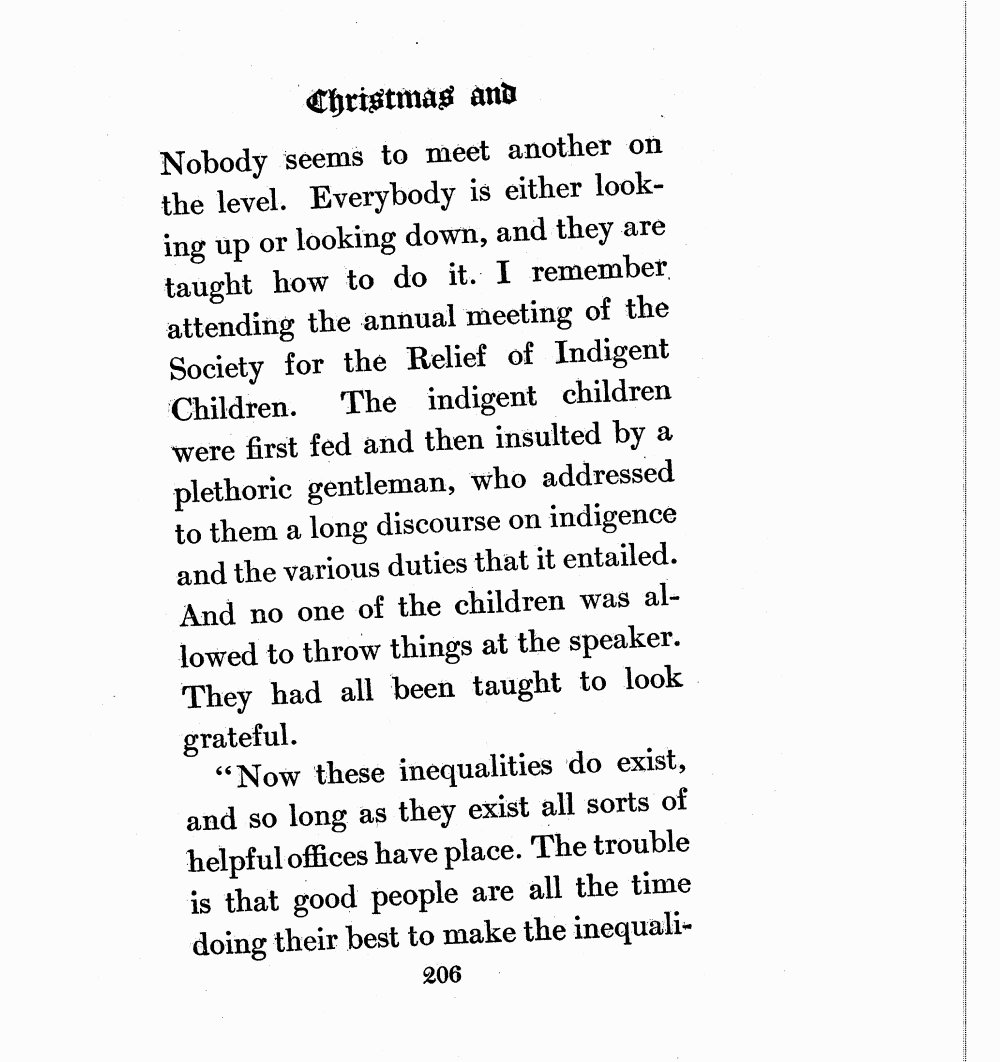 Christmas and
Nobody seems to meet another on
the level. Everybody is either look-
ing up or looking down, and they are
taught how to do it. I remember
attending the annual meeting of the
Society for the Relief of Indigent
Children. The indigent children
were first fed and then insulted by a
plethoric gentleman, who addressed
to them a long discourse on indigence
and the various duties that it entailed.
And no one of the children was al-
lowed to throw things at the speaker.
They had all been taught to look
grateful.
“Now these inequalities do exist,
and so long as they exist all sorts of
helpful offices have place. The trouble
is that good people are all the time
doing their best to make the inequali-
206